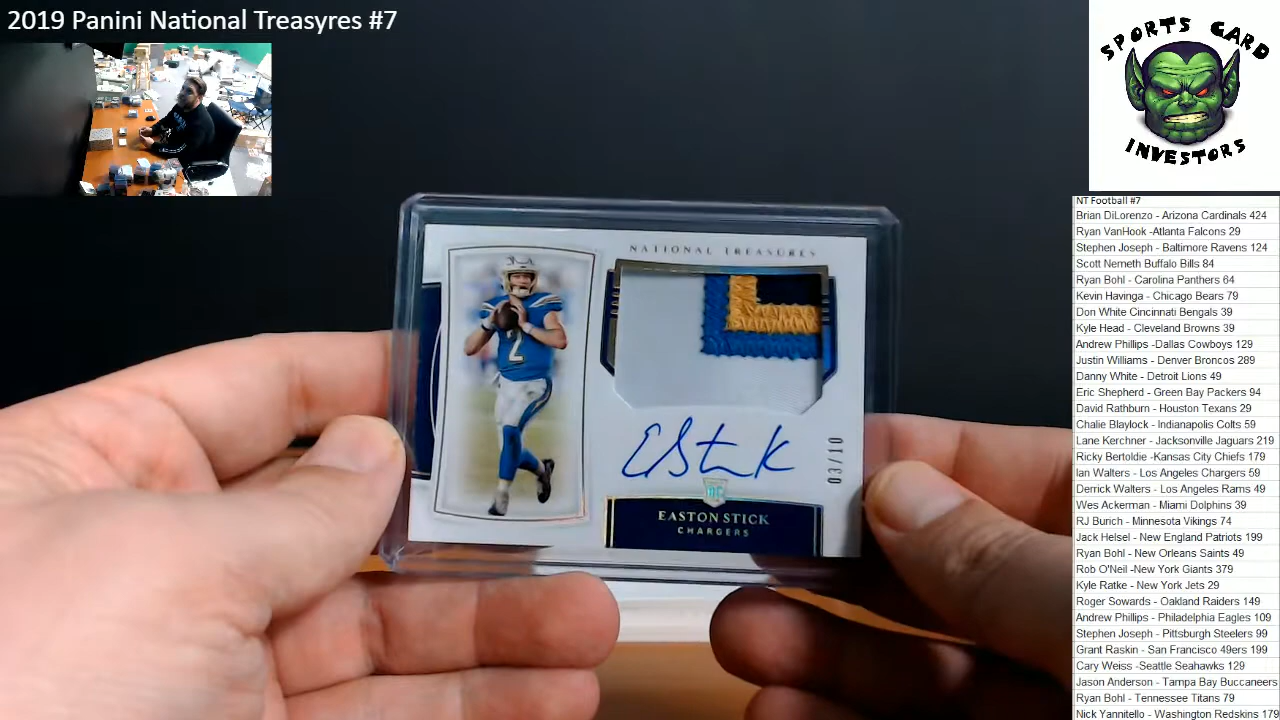 2019 Panini National Treasyres #7
SPORTS CARD
INVESTORS
NATIONAL TREASURES
2
E Stick
03/10
RC
EASTON STICK
CHARGERS
NT Football #7
Brian DiLorenzo - Arizona Cardinals 424
Ryan VanHook -Atlanta Falcons 29
Stephen Joseph - Baltimore Ravens 124
Scott Nemeth Buffalo Bills 84
Ryan Bohl - Carolina Panthers 64
Kevin Havinga - Chicago Bears 79
Don White Cincinnati Bengals 39
Kyle Head - Cleveland Browns 39
Andrew Phillips -Dallas Cowboys 129
Justin Williams - Denver Broncos 289
Danny White - Detroit Lions 49
Eric Shepherd - Green Bay Packers 94
David Rathburn - Houston Texans 29
Chalie Blaylock - Indianapolis Colts 59
Lane Kerchner - Jacksonville Jaguars 219
Ricky Bertoldie -Kansas City Chiefs 179
Ian Walters - Los Angeles Chargers 59
Derrick Walters - Los Angeles Rams 49
Wes Ackerman - Miami Dolphins 39
RJ Burich - Minnesota Vikings 74
Jack Helsel - New England Patriots 199
Ryan Bohl - New Orleans Saints 49
Rob O'Neil -New York Giants 379
Kyle Ratke - New York Jets 29
Roger Sowards - Oakland Raiders 149
Andrew Phillips - Philadelphia Eagles 109
Stephen Joseph - Pittsburgh Steelers 99
Grant Raskin - San Francisco 49ers 199
Cary Weiss -Seattle Seahawks 129
Jason Anderson - Tampa Bay Buccaneers
Ryan Bohl - Tennessee Titans 79
Nick Yannitello - Washington Redskins 179